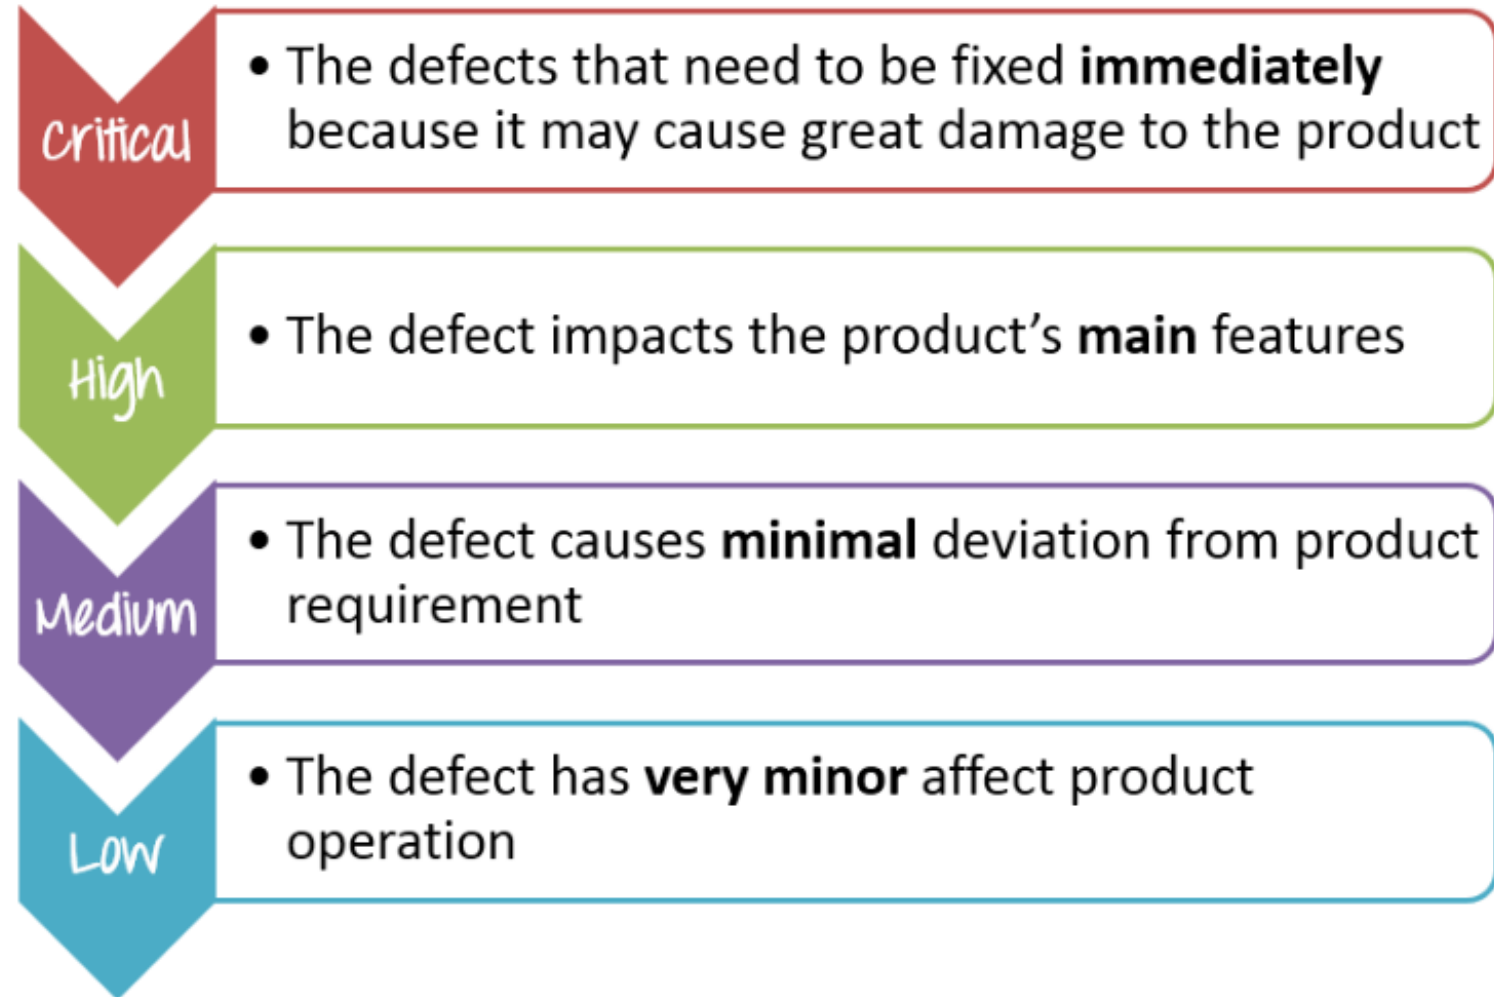 Critical
• The defects that need to be fixed immediately
because it may cause great damage to the product
High
• The defect impacts the product’s main features
Medium
• The defect causes minimal deviation from product
requirement
Low
• The defect has very minor affect product
operation